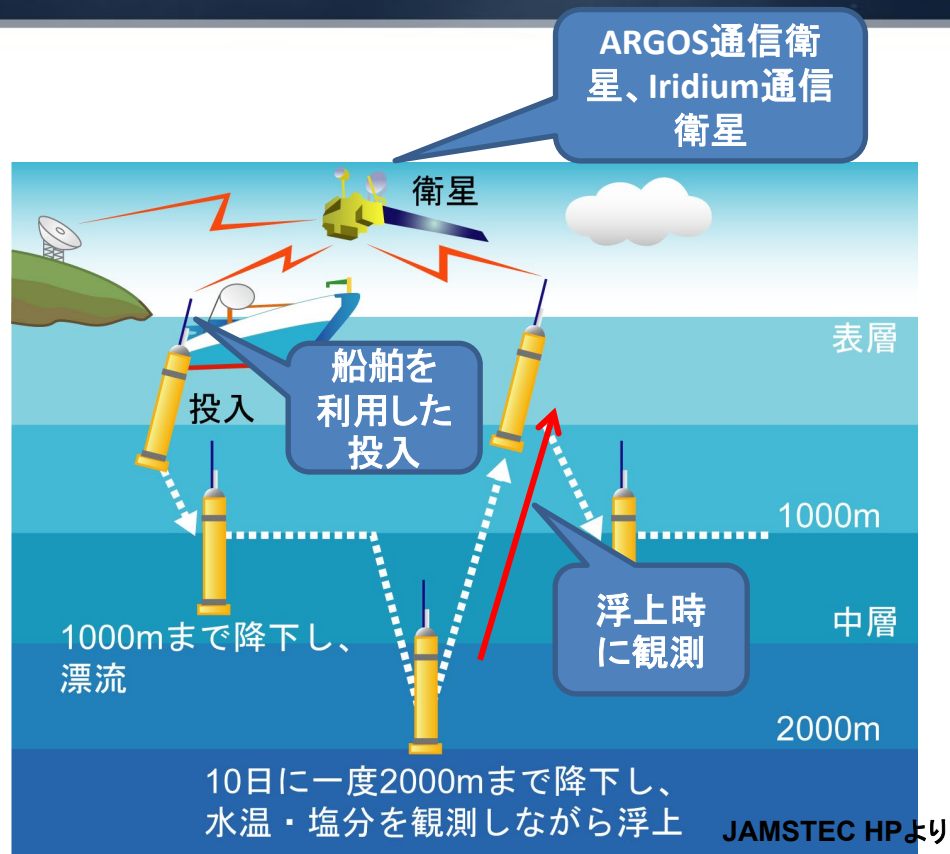 ARGOS通信衛
星、Iridium通信
衛星
衛星
表層
船舶を
利用した
投入
投入
1000m
浮上時
に観測
中層
1000mまで降下し、
漂流
2000m
10日に一度2000mまで降下し、
水温・塩分を観測しながら浮上
JAMSTEC HPより